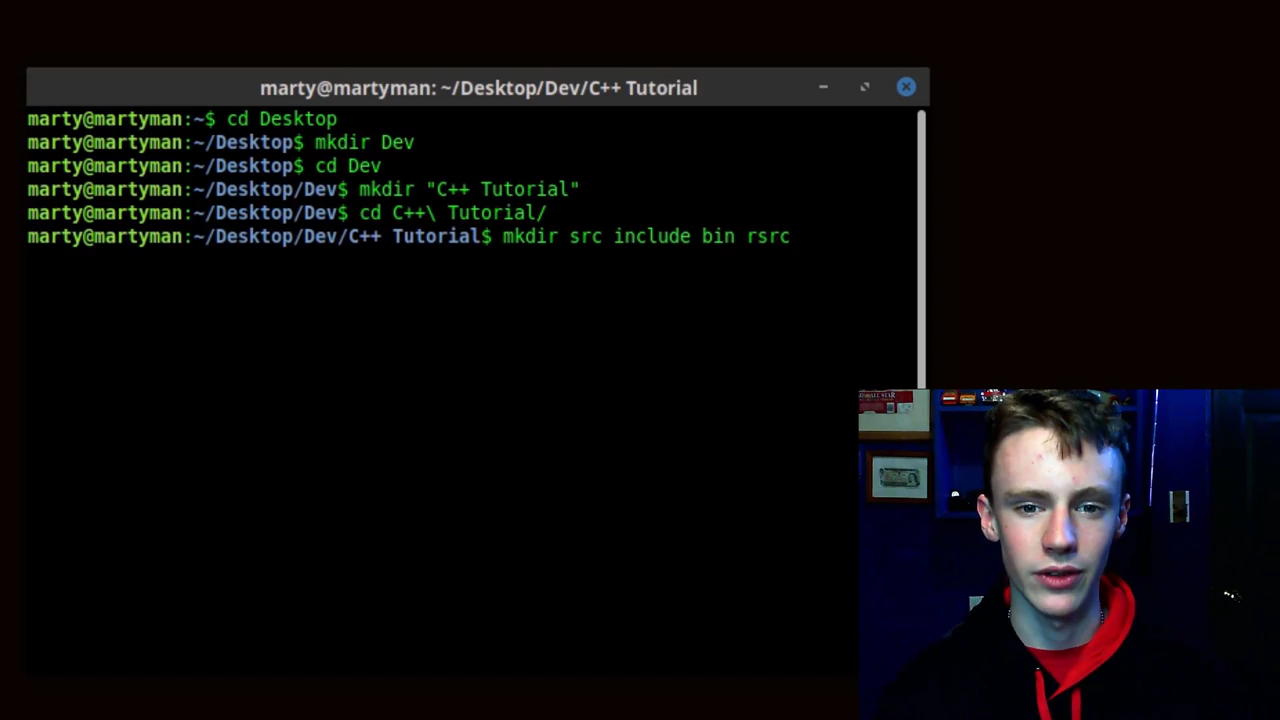 marty@martyman: ~/Desktop/Dev/C++ Tutorial
marty@martyman:~$ cd Desktop
marty@martyman:~/Desktop$ mkdir Dev
marty@martyman:~/Desktop$ cd Dev
marty@martyman:~/Desktop/Dev$ mkdir "C++ Tutorial"
marty@martyman:~/Desktop/Dev$ cd C++\ Tutorial/
marty@martyman:~/Desktop/Dev/C++ Tutorial$ mkdir src include bin rsrc